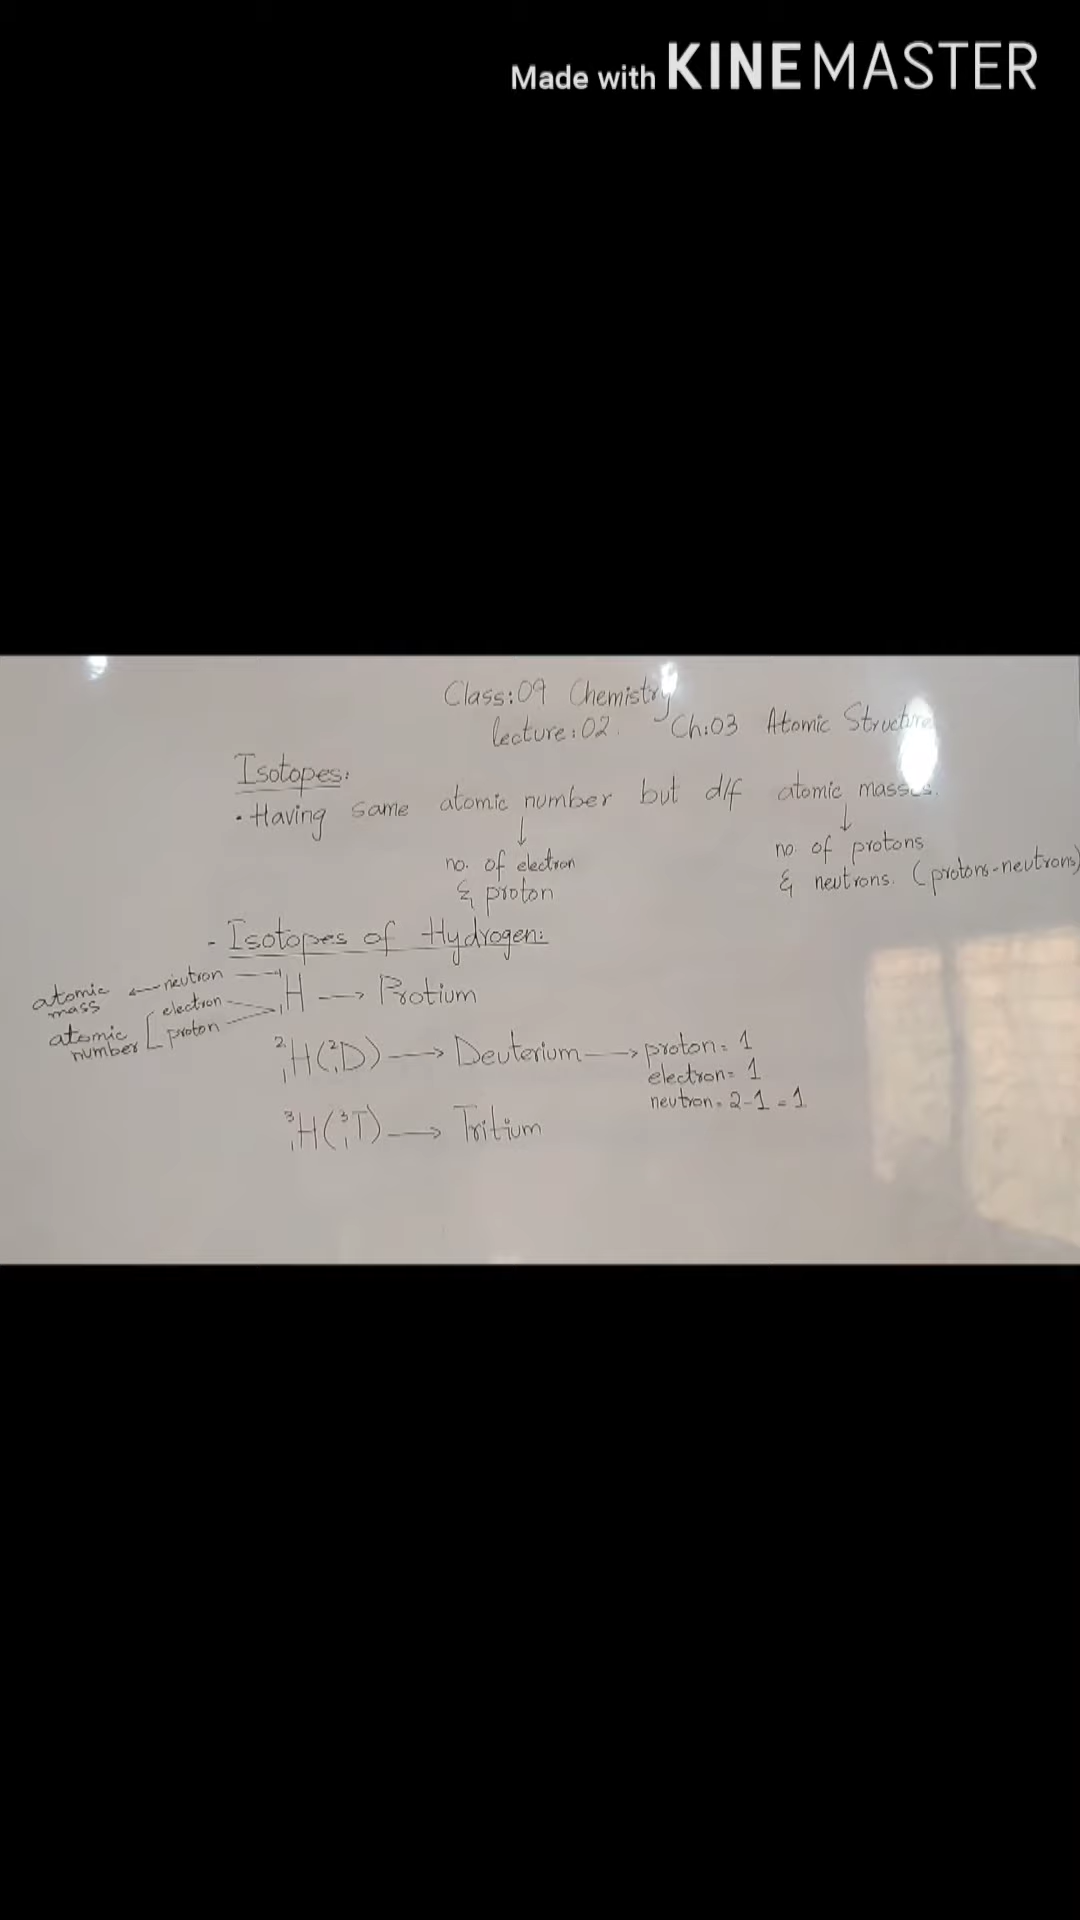 Made with KINEMASTER
Class:09 Chemistry
lecture:02. Ch:03 Atomic Structure
Isotopes:
• Having same atomic number but d/f atomic masses.
no. of electron
& proton
no. of protons
& neutrons. (protons-neutrons)
- Isotopes of Hydrogen:
atomic mass ← neutron → ¹₁H → Protium
atomic number [ electron
proton
²₁H(²₁D) → Deuterium → proton = 1
electron = 1
neutron = 2-1 = 1
³₁H(³₁T) → Tritium